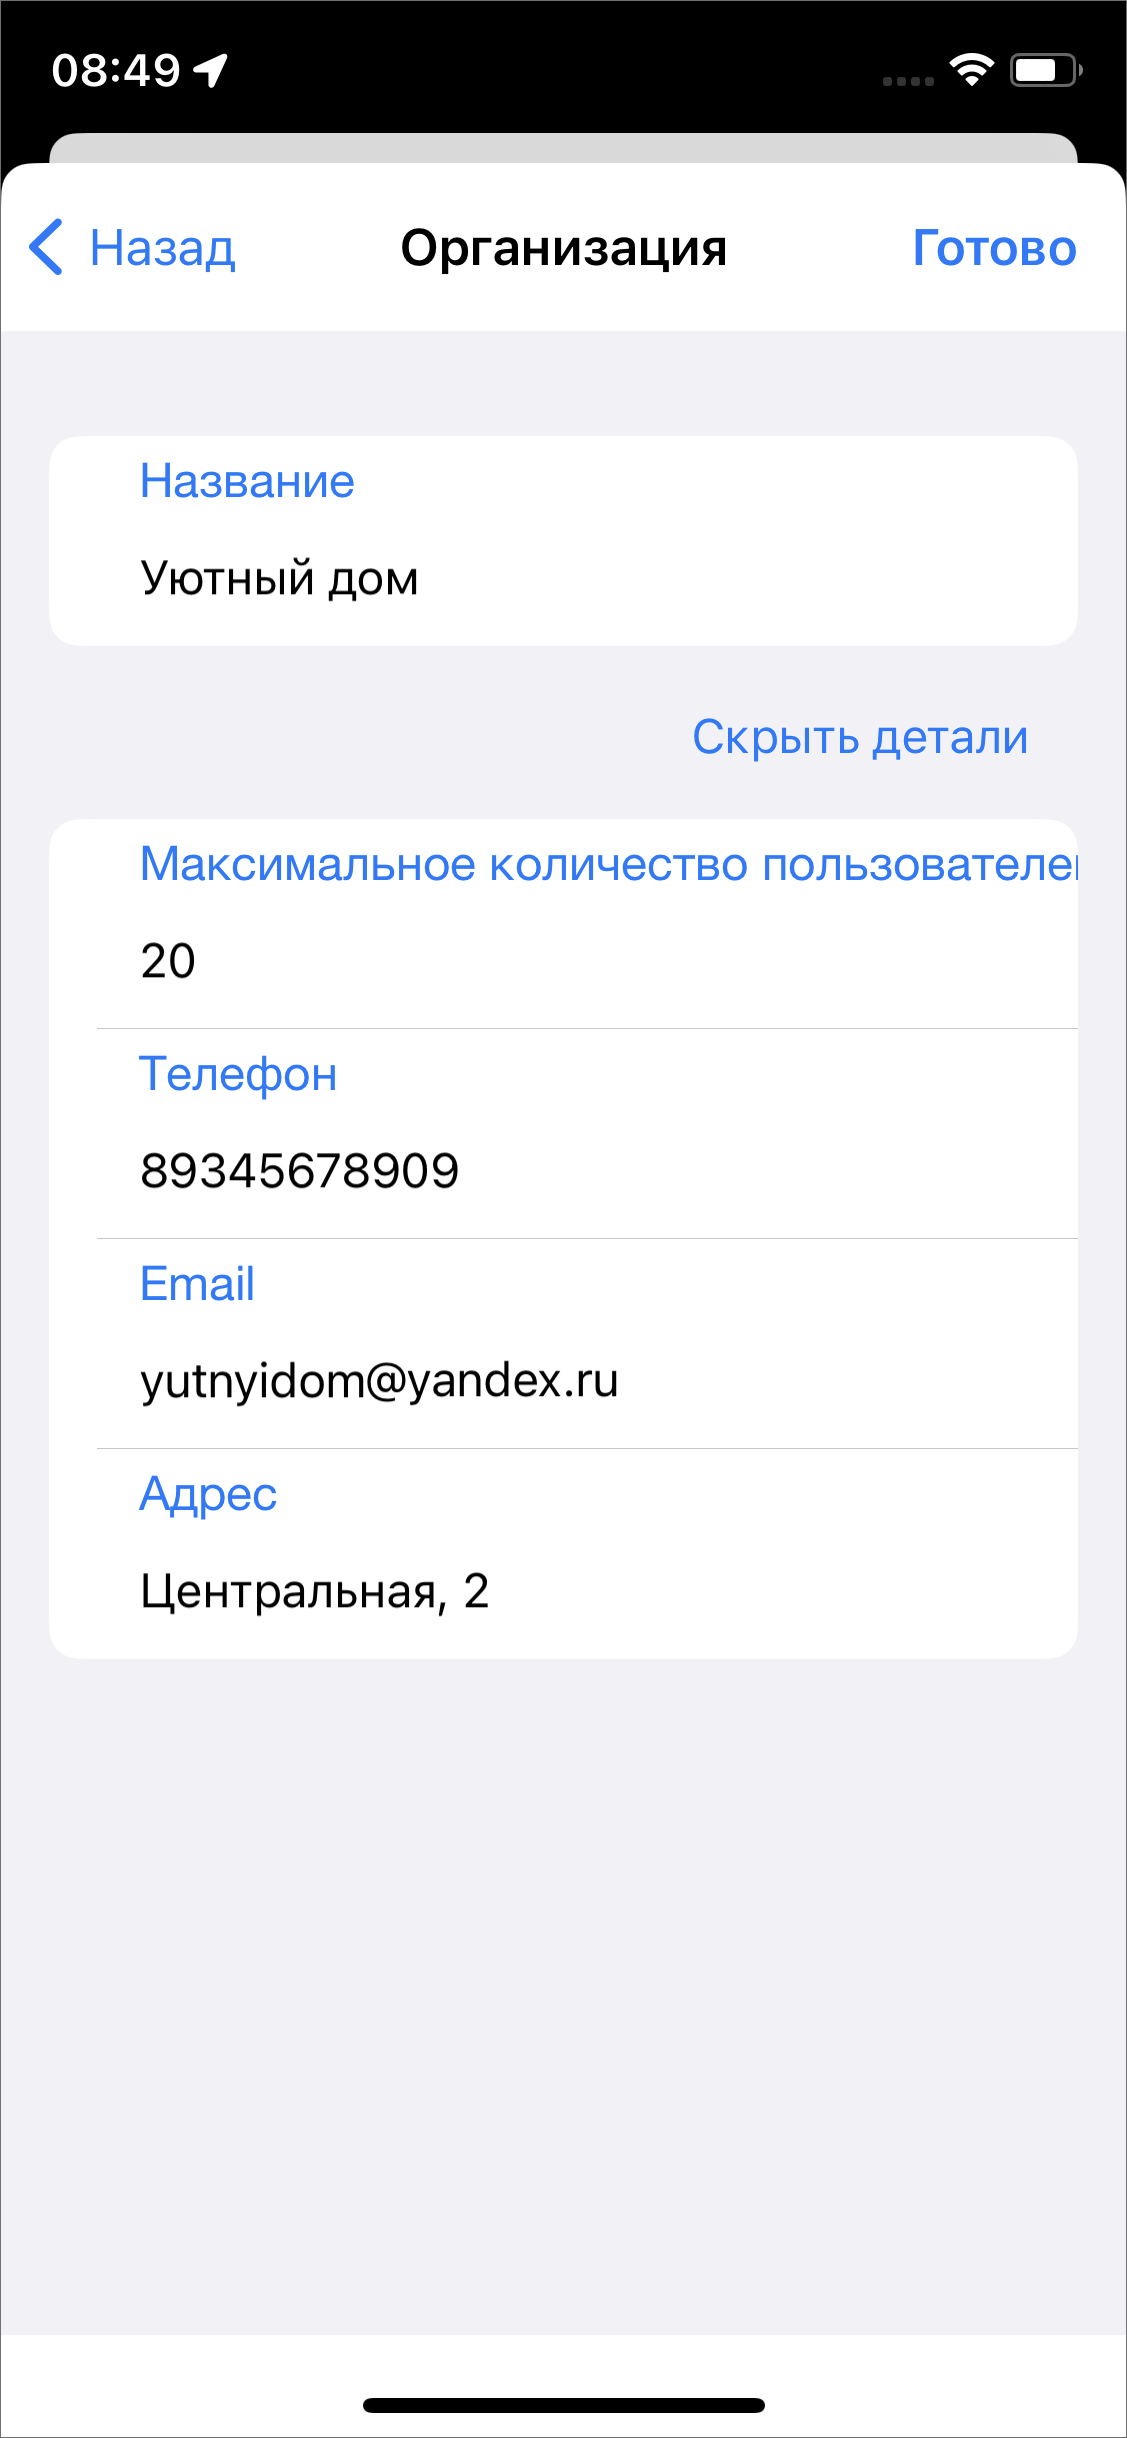 08:49
Назад
Организация
Готово
Название
Уютный дом
Скрыть детали
Максимальное количество пользователе
20
Телефон
89345678909
Email
yutnyidom@yandex.ru
Адрес
Центральная, 2